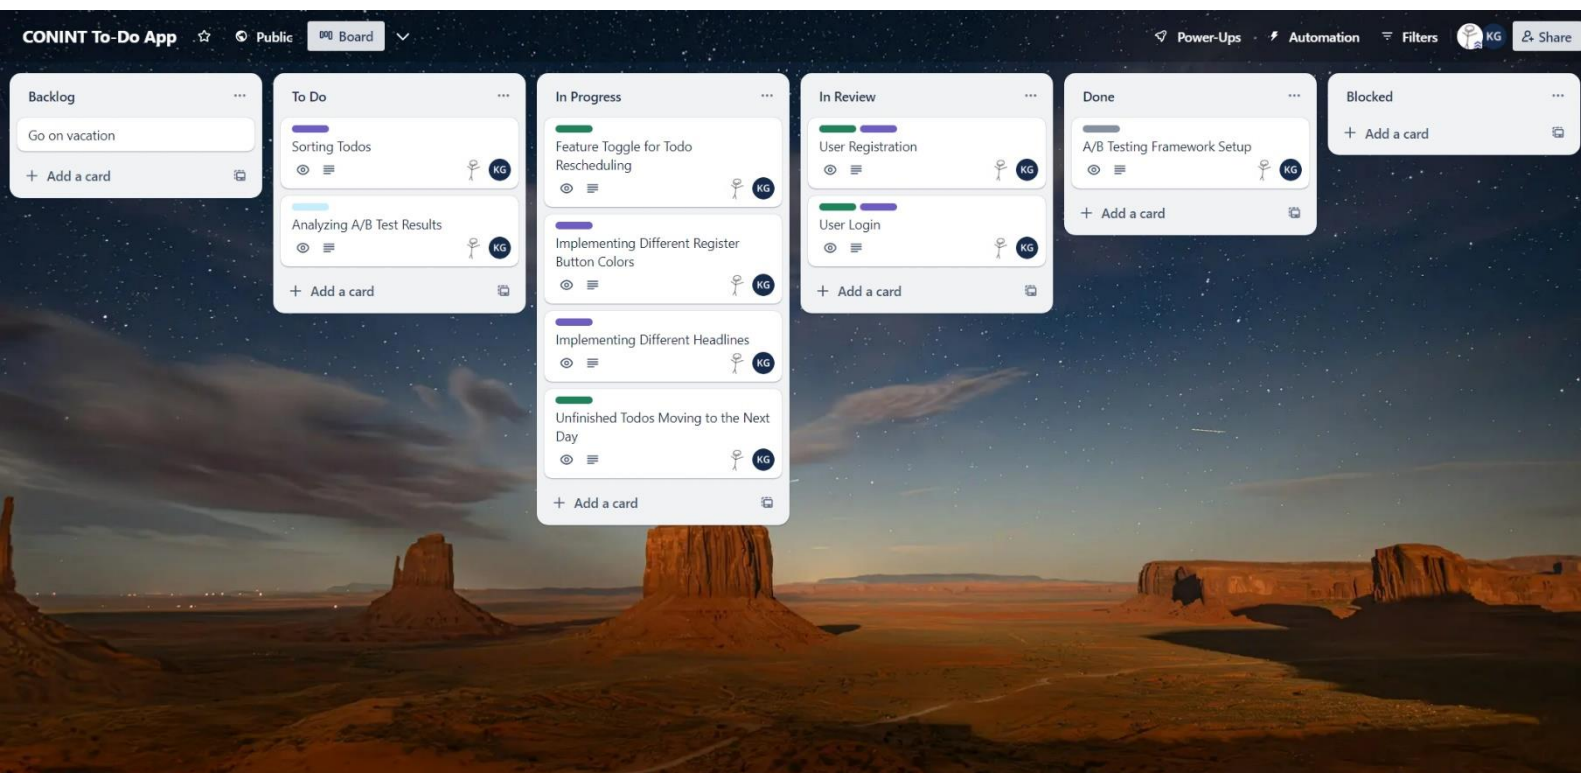 CONINT To-Do App Public Board Power-Ups Automation Filters KG Share
Backlog
Go on vacation
+ Add a card
To Do
Sorting Todos
KG
Analyzing A/B Test Results
KG
+ Add a card
In Progress
Feature Toggle for Todo
Rescheduling
KG
Implementing Different Register
Button Colors
KG
Implementing Different Headlines
KG
Unfinished Todos Moving to the Next
Day
KG
+ Add a card
In Review
User Registration
KG
User Login
KG
+ Add a card
Done
A/B Testing Framework Setup
KG
+ Add a card
Blocked
+ Add a card